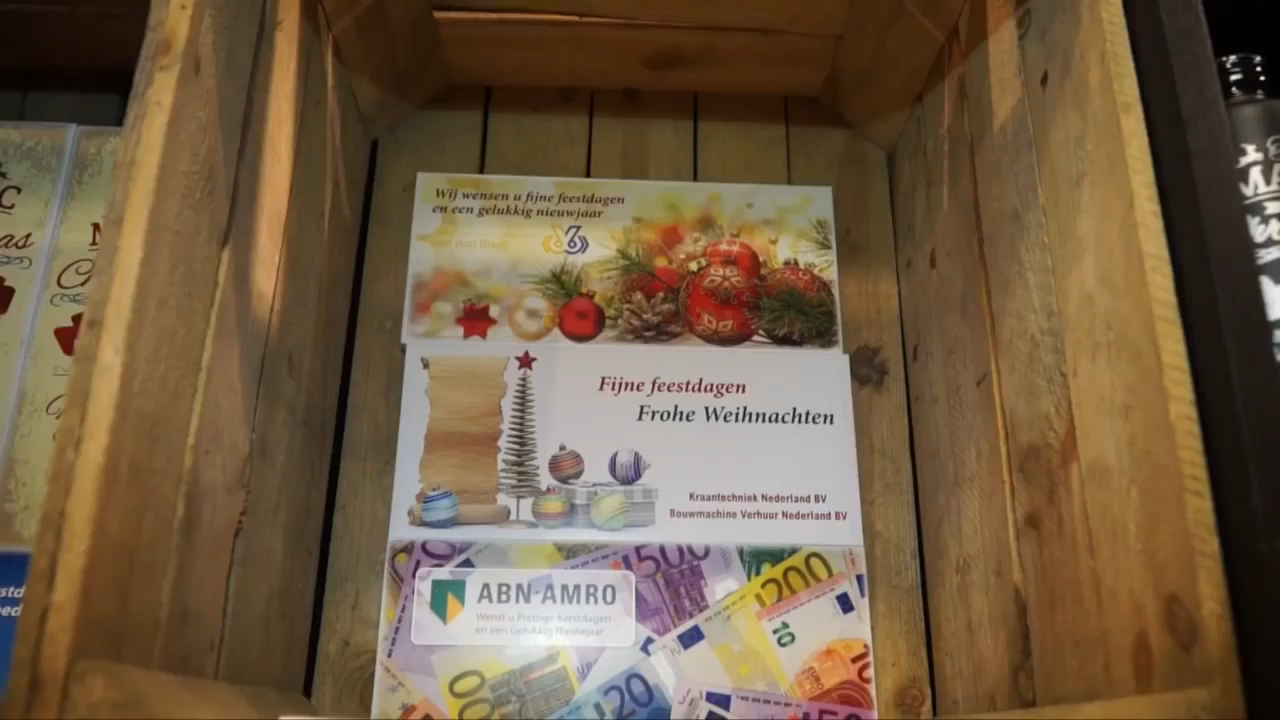 Wij wensen u fijne feestdagen
en een gelukkig nieuwjaar
Fijne feestdagen
Frohe Weihnachten
Kraantechniek Nederland BV
Bouwmachine Verhuur Nederland BV
ABN·AMRO
Wenst u Prettige Kerstdagen
en een Gelukkig Nieuwjaar
500
200
10
20